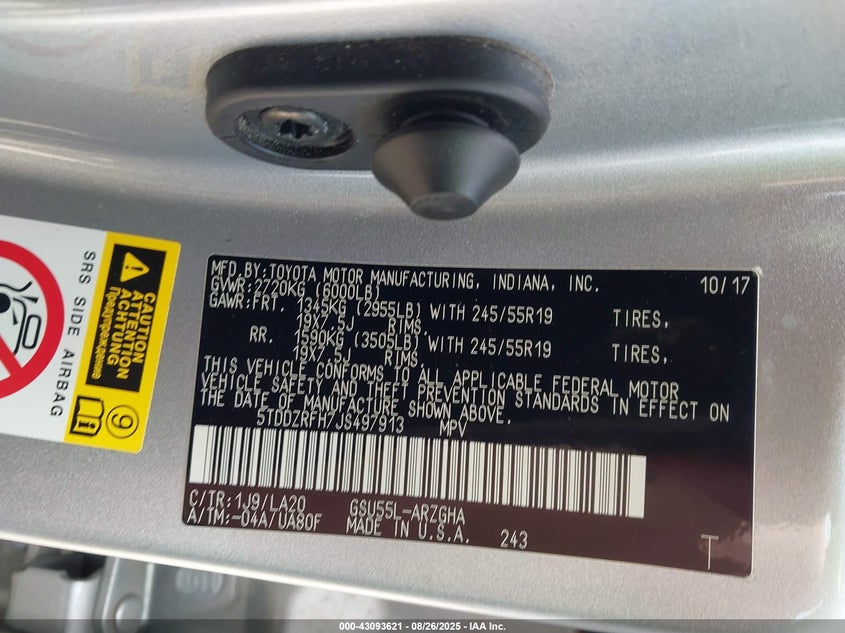 MFD.BY:TOYOTA MOTOR MANUFACTURING, INDIANA, INC. 10/17
GVWR:2720KG (6000LB)
GAWR:FRT. 1345KG (2955LB) WITH 245/55R19 TIRES,
19X7.5J RIMS,
RR. 1590KG (3505LB) WITH 245/55R19 TIRES,
19X7.5J RIMS
THIS VEHICLE CONFORMS TO ALL APPLICABLE FEDERAL MOTOR
VEHICLE SAFETY AND THEFT PREVENTION STANDARDS IN EFFECT ON
THE DATE OF MANUFACTURE SHOWN ABOVE.
5TDDZRFH7JS497913 MPV
C/TR:1J9/LA20 GSU55L-ARZGHA
A/TM:-04A/UA80F MADE IN U.S.A. 243
T
SRS SIDE AIRBAG
CAUTION
ATTENTION
ACHTUNG
Предупреждение
9
000-43093621 - 08/26/2025 - IAA Inc.